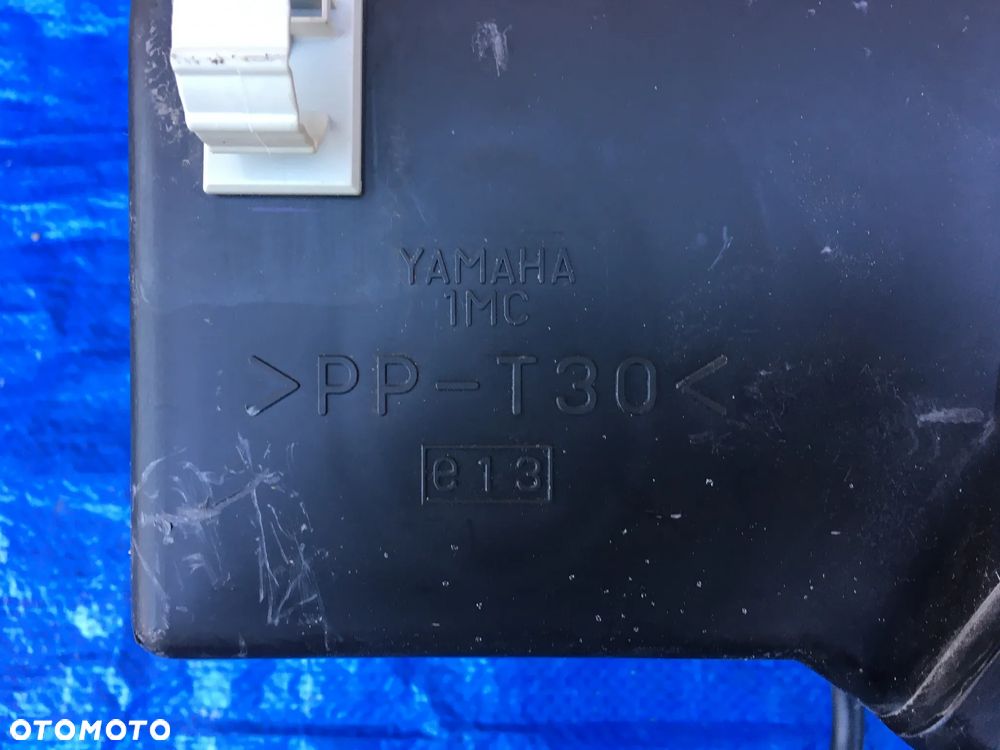 YAMAHA
1MC
>PP-T30<
e13
OTOMOTO